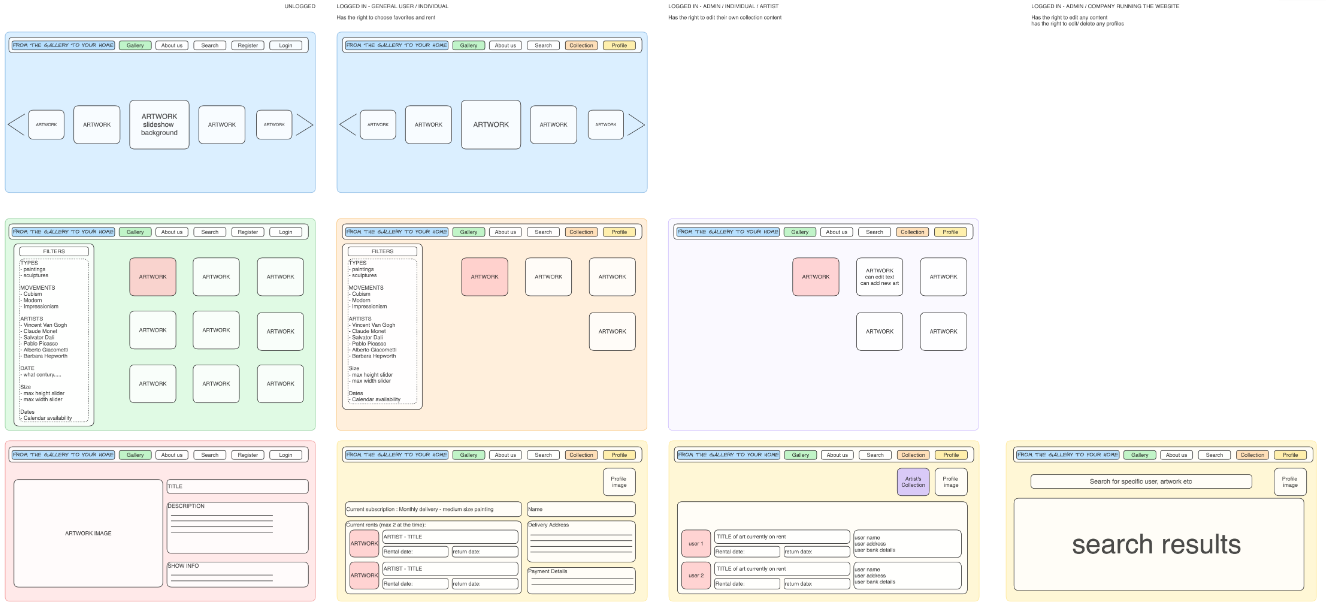 UNLOGGED
LOGGED IN - GENERAL USER / INDIVIDUAL
Has the right to choose favorites and rent
LOGGED IN - ADMIN / INDIVIDUAL / ARTIST
Has the right to edit their own collection content
LOGGED IN - ADMIN / COMPANY RUNNING THE WEBSITE
Has the right to edit any content
has the right to edit/ delete any profiles
FROM THE GALLERY TO YOUR HOME
Gallery
About us
Search
Register
Login
ARTWORK
ARTWORK
ARTWORK
slideshow
background
ARTWORK
ARTWORK
FROM THE GALLERY TO YOUR HOME
Gallery
About us
Search
Collection
Profile
ARTWORK
ARTWORK
ARTWORK
ARTWORK
ARTWORK
FROM THE GALLERY TO YOUR HOME
Gallery
About us
Search
Register
Login
FILTERS
TYPES
- paintings
- sculptures
MOVEMENTS
- Cubism
- Modern
- Impressionism
ARTISTS
- Vincent Van Gogh
- Claude Monet
- Salvator Dali
- Pablo Picasso
- Alberto Giacometti
- Barbara Hepworth
DATE
- what century.....
Size
- max height slider
- max width slider
Dates
- Calendar availability
ARTWORK
ARTWORK
ARTWORK
ARTWORK
ARTWORK
ARTWORK
ARTWORK
ARTWORK
ARTWORK
FROM THE GALLERY TO YOUR HOME
Gallery
About us
Search
Collection
Profile
FILTERS
TYPES
- paintings
- sculptures
MOVEMENTS
- Cubism
- Modern
- Impressionism
ARTISTS
- Vincent Van Gogh
- Claude Monet
- Salvator Dali
- Pablo Picasso
- Alberto Giacometti
- Barbara Hepworth
Size
- max height slider
- max width slider
Dates
- Calendar availability
ARTWORK
ARTWORK
ARTWORK
ARTWORK
FROM THE GALLERY TO YOUR HOME
Gallery
About us
Search
Collection
Profile
ARTWORK
ARTWORK
can edit text
can add new art
ARTWORK
ARTWORK
ARTWORK
FROM THE GALLERY TO YOUR HOME
Gallery
About us
Search
Register
Login
ARTWORK IMAGE
TITLE
DESCRIPTION
SHOW INFO
FROM THE GALLERY TO YOUR HOME
Gallery
About us
Search
Collection
Profile
Profile
image
Current subscription : Monthly delivery - medium size painting
Current rents (max 2 at the time):
ARTWORK
ARTIST - TITLE
Rental date:
return date:
ARTWORK
ARTIST - TITLE
Rental date:
return date:
Name
Delivery Address
Payment Details
FROM THE GALLERY TO YOUR HOME
Gallery
About us
Search
Collection
Profile
Artist's
Collection
Profile
image
user 1
TITLE of art currently on rent
Rental date:
return date:
user name
user address
user bank details
user 2
TITLE of art currently on rent
Rental date:
return date:
user name
user address
user bank details
FROM THE GALLERY TO YOUR HOME
Gallery
About us
Search
Collection
Profile
Search for specific user, artwork etc
Profile
image
search results